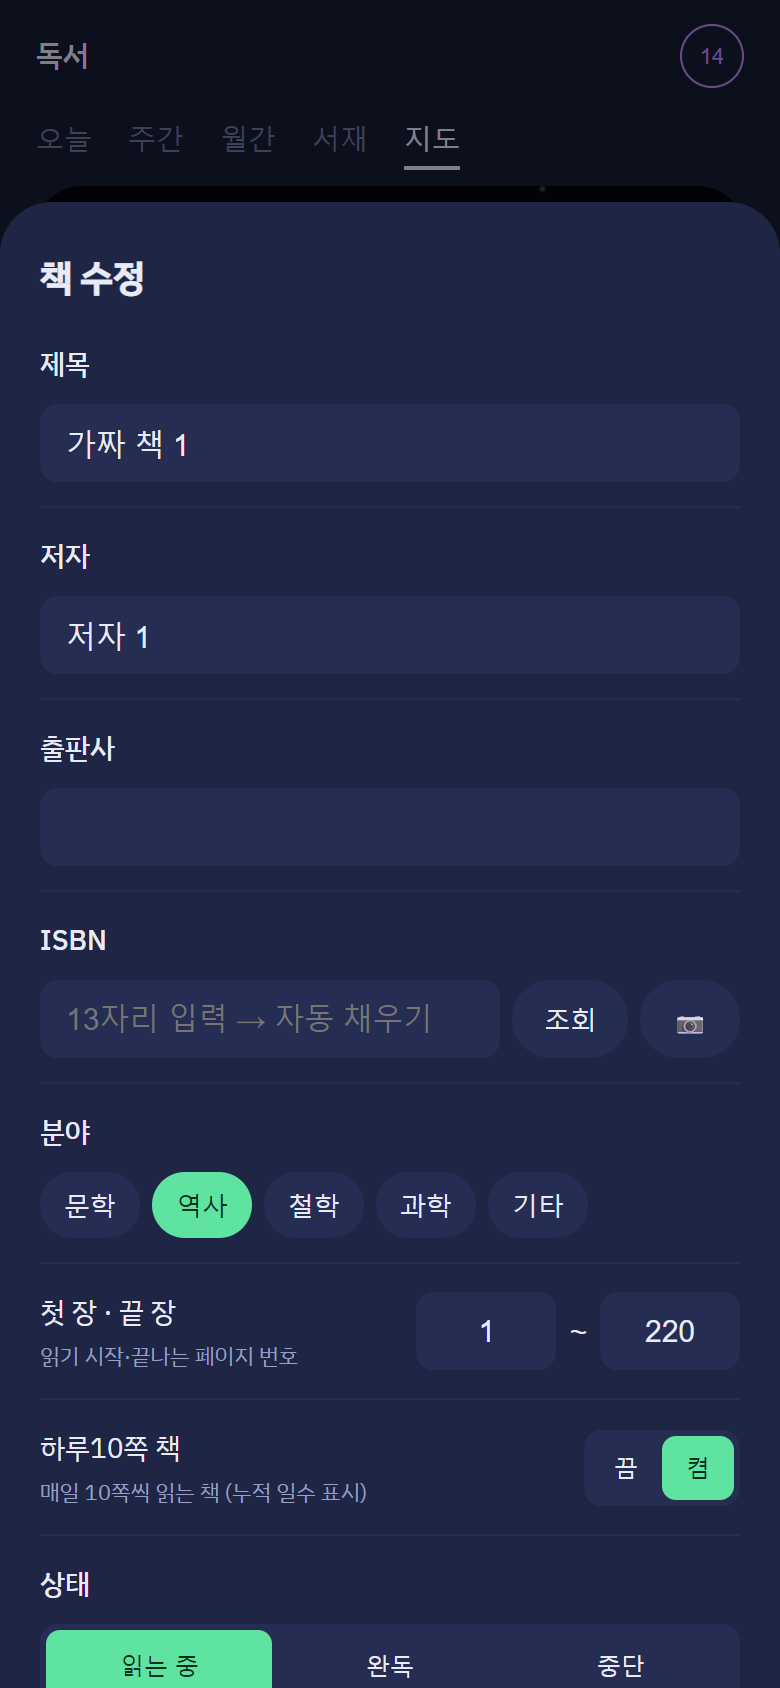 독서
14
오늘 주간 월간 서재 지도
책 수정
제목
가짜 책 1
저자
저자 1
출판사
ISBN
13자리 입력 → 자동 채우기 조회
분야
문학 역사 철학 과학 기타
첫 장 · 끝 장
1 ~ 220
읽기 시작·끝나는 페이지 번호
하루10쪽 책
끔 켬
매일 10쪽씩 읽는 책 (누적 일수 표시)
상태
읽는 중 완독 중단